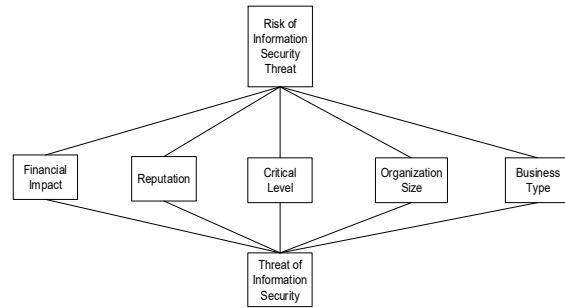 Risk of
Information
Security
Threat
Financial
Impact
Reputation
Critical
Level
Organization
Size
Business
Type
Threat of
Information
Security